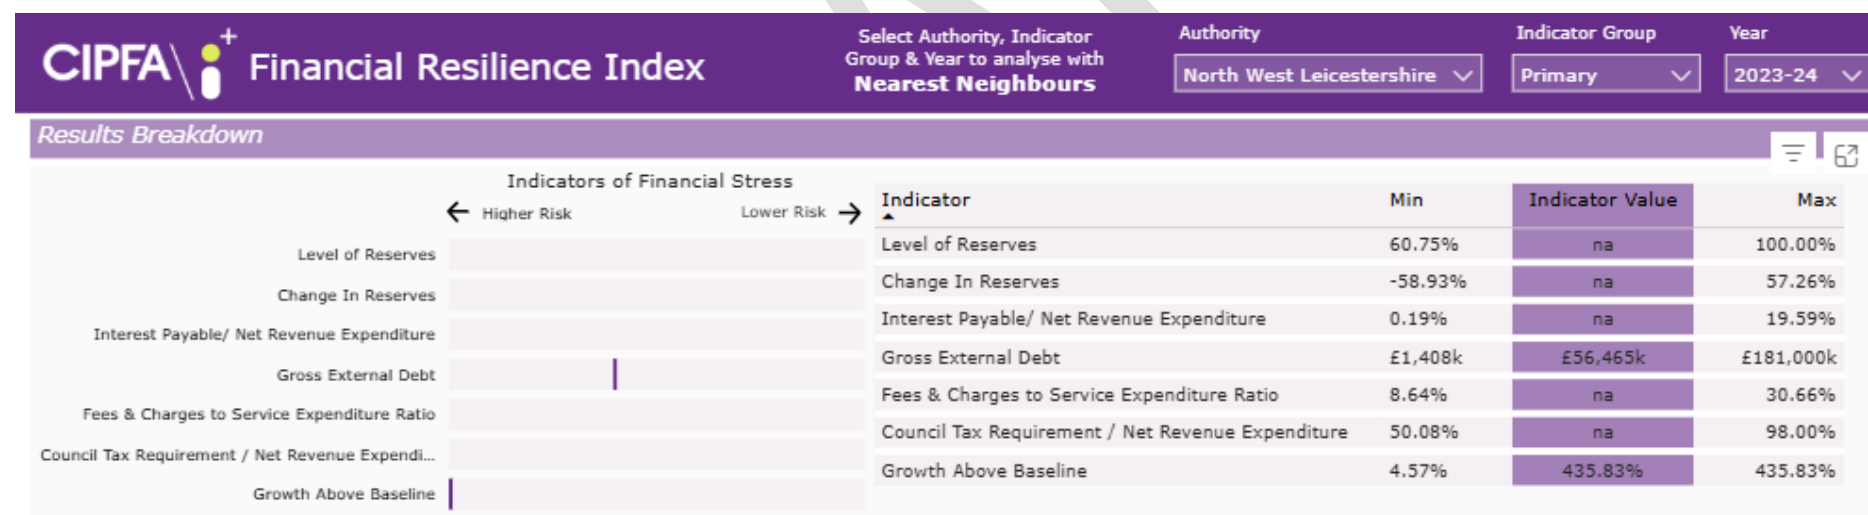 CIPFA\ i+ Financial Resilience Index
Select Authority, Indicator
Group & Year to analyse with
Nearest Neighbours
Authority
North West Leicestershire
Indicator Group
Primary
Year
2023-24
Results Breakdown
Indicators of Financial Stress
← Higher Risk Lower Risk →
Level of Reserves
Change In Reserves
Interest Payable/ Net Revenue Expenditure
Gross External Debt
Fees & Charges to Service Expenditure Ratio
Council Tax Requirement / Net Revenue Expendi...
Growth Above Baseline
Indicator Min Indicator Value Max
Level of Reserves 60.75% na 100.00%
Change In Reserves -58.93% na 57.26%
Interest Payable/ Net Revenue Expenditure 0.19% na 19.59%
Gross External Debt £1,408k £56,465k £181,000k
Fees & Charges to Service Expenditure Ratio 8.64% na 30.66%
Council Tax Requirement / Net Revenue Expenditure 50.08% na 98.00%
Growth Above Baseline 4.57% 435.83% 435.83%